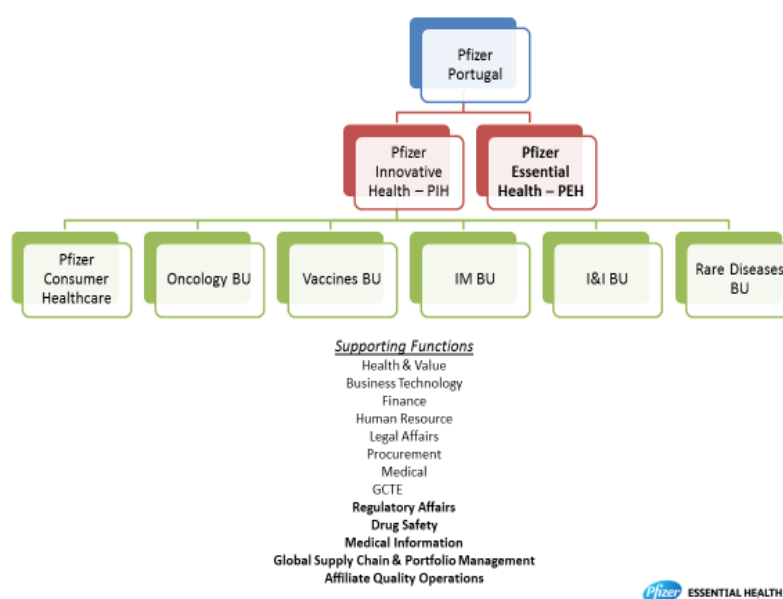 Pfizer
Portugal
Pfizer
Innovative
Health – PIH
Pfizer
Essential
Health – PEH
Pfizer
Consumer
Healthcare
Oncology BU
Vaccines BU
IM BU
I&I BU
Rare Diseases
BU
Supporting Functions
Health & Value
Business Technology
Finance
Human Resource
Legal Affairs
Procurement
Medical
GCTE
Regulatory Affairs
Drug Safety
Medical Information
Global Supply Chain & Portfolio Management
Affiliate Quality Operations
Pfizer ESSENTIAL HEALTH